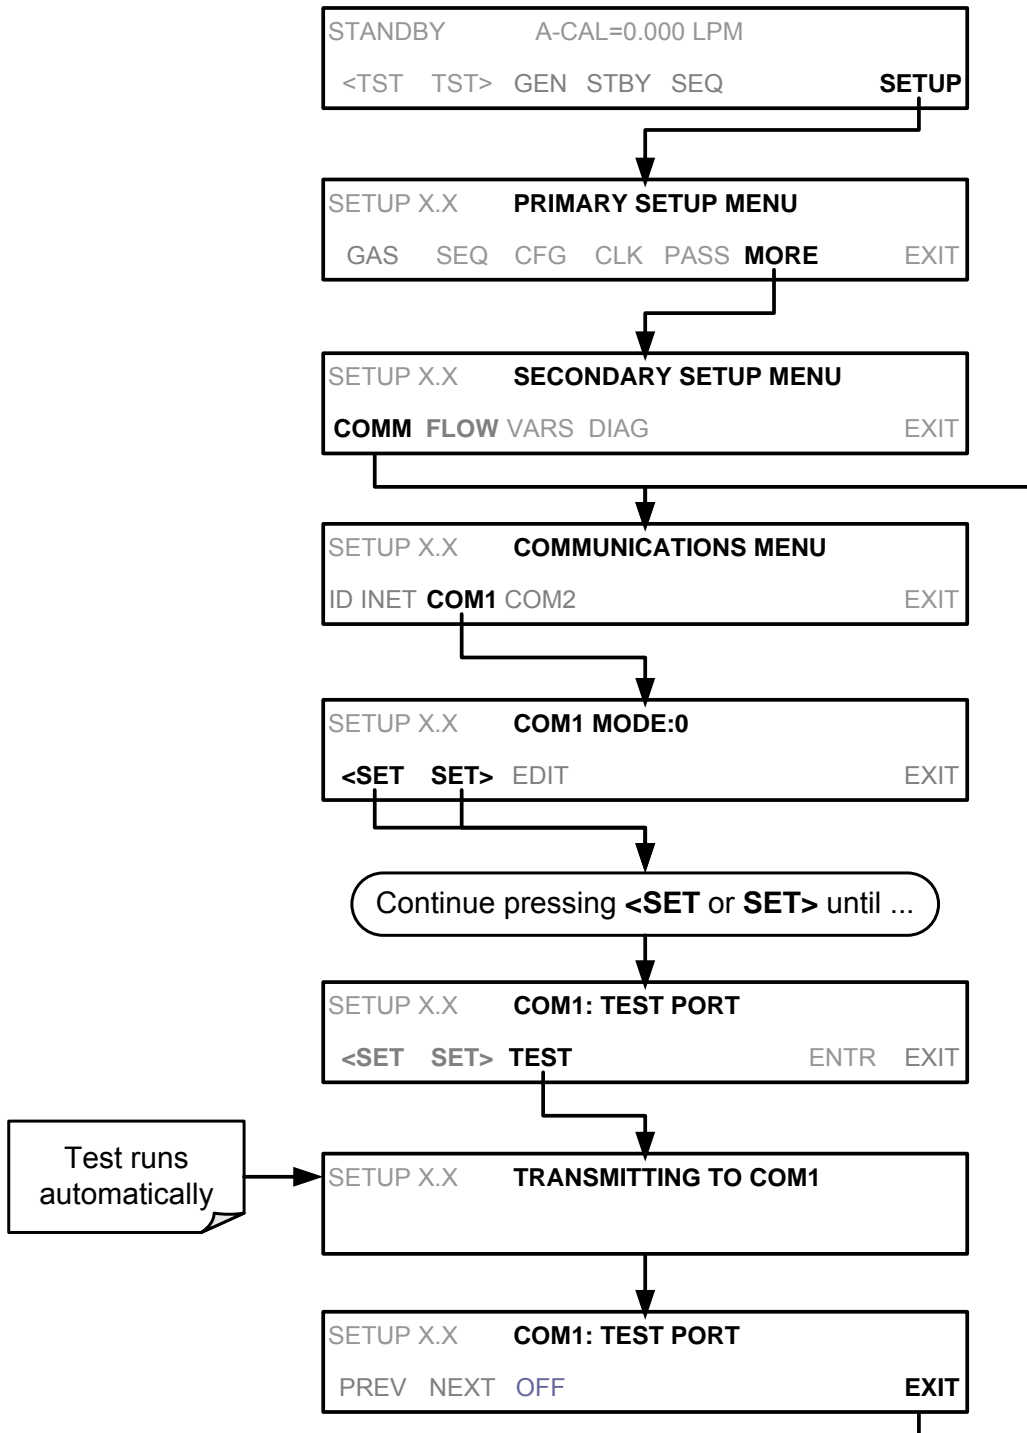 STANDBY A-CAL=0.000 LPM
<TST TST> GEN STBY SEQ SETUP
SETUP X.X PRIMARY SETUP MENU
GAS SEQ CFG CLK PASS MORE EXIT
SETUP X.X SECONDARY SETUP MENU
COMM FLOW VARS DIAG EXIT
SETUP X.X COMMUNICATIONS MENU
ID INET COM1 COM2 EXIT
SETUP X.X COM1 MODE:0
<SET SET> EDIT EXIT
Continue pressing <SET or SET> until ...
SETUP X.X COM1: TEST PORT
<SET SET> TEST ENTR EXIT
Test runs
automatically
SETUP X.X TRANSMITTING TO COM1
SETUP X.X COM1: TEST PORT
PREV NEXT OFF EXIT